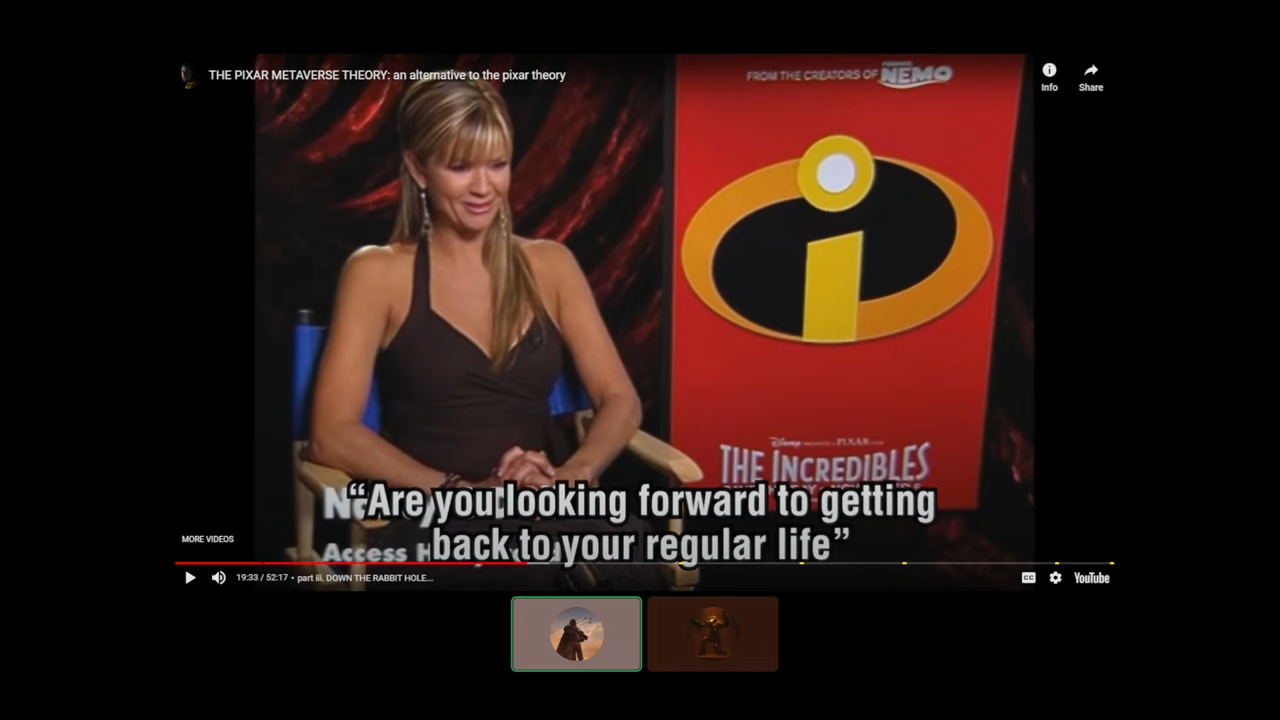 THE PIXAR METAVERSE THEORY: an alternative to the pixar theory
Info
Share
FROM THE CREATORS OF
NEMO
THE INCREDIBLES
“Are you looking forward to getting
back to your regular life”
Access
MORE VIDEOS
19:33 / 52:17 • part iii. DOWN THE RABBIT HOLE...
CC
YouTube